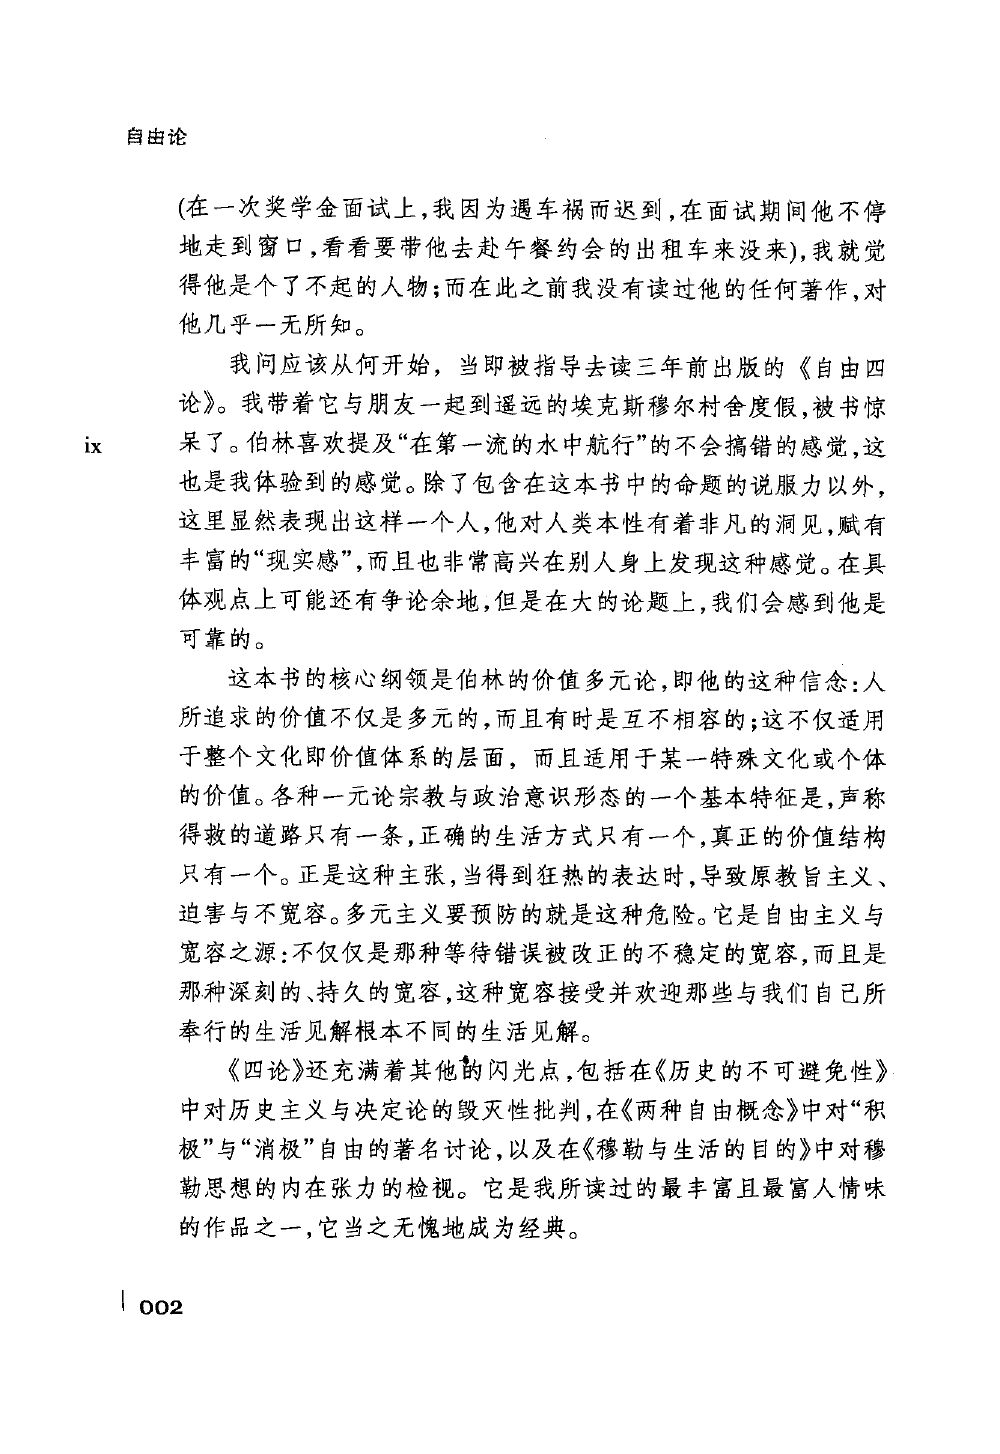 自由论
(在一次奖学金面试上,我因为遇车祸而迟到,在面试期间他不停
地走到窗口,看看要带他去赴午餐约会的出租车来没来),我就觉
得他是个了不起的人物;而在此之前我没有读过他的任何著作,对
他几乎一无所知。
我问应该从何开始，当即被指导去读三年前出版的《自由四
论》。我带着它与朋友一起到遥远的埃克斯穆尔村舍度假,被书惊
ix
呆了。伯林喜欢提及“在第一流的水中航行”的不会搞错的感觉,这
也是我体验到的感觉。除了包含在这本书中的命题的说服力以外,
这里显然表现出这样一个人,他对人类本性有着非凡的洞见,赋有
丰富的“现实感”,而且也非常高兴在别人身上发现这种感觉。在具
体观点上可能还有争论余地,但是在大的论题上,我们会感到他是
可靠的。
这本书的核心纲领是伯林的价值多元论,即他的这种信念:人
所追求的价值不仅是多元的,而且有时是互不相容的;这不仅适用
于整个文化即价值体系的层面，而且适用于某一特殊文化或个体
的价值。各种一元论宗教与政治意识形态的一个基本特征是,声称
得救的道路只有一条,正确的生活方式只有一个,真正的价值结构
只有一个。正是这种主张,当得到狂热的表达时,导致原教旨主义、
迫害与不宽容。多元主义要预防的就是这种危险。它是自由主义与
宽容之源:不仅仅是那种等待错误被改正的不稳定的宽容,而且是
那种深刻的、持久的宽容,这种宽容接受并欢迎那些与我们自己所
奉行的生活见解根本不同的生活见解。
《四论》还充满着其他的闪光点,包括在《历史的不可避免性》
中对历史主义与决定论的毁灭性批判,在《两种自由概念》中对“积
极”与“消极”自由的著名讨论,以及在《穆勒与生活的目的》中对穆
勒思想的内在张力的检视。它是我所读过的最丰富且最富人情味
的作品之一,它当之无愧地成为经典。
002